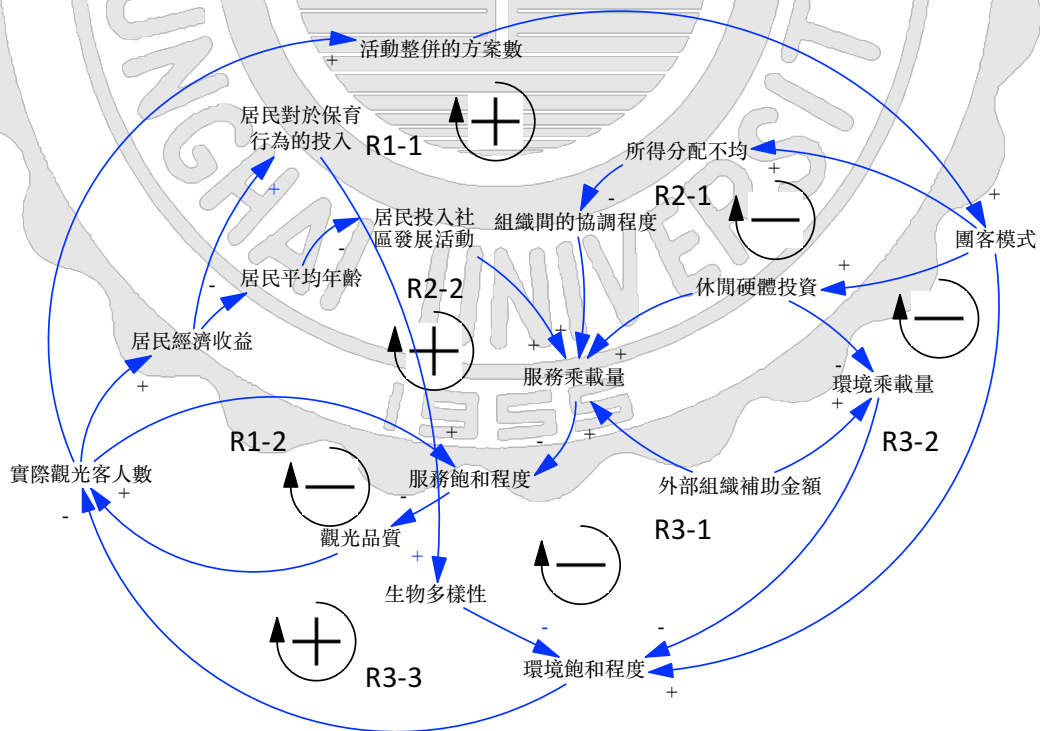 活動整併的方案數
+
居民對於保育
行為的投入
R1-1
+
所得分配不均
+
R2-1
-
居民投入社
區發展活動
組織間的協調程度
+
團客模式
+
-
居民平均年齡
-
R2-2
休閒硬體投資
居民經濟收益
+
+
+
+
服務乘載量
-
環境乘載量
+
+
+
-
R1-2
+
R3-2
實際觀光客人數
+
-
服務飽和程度
-
外部組織補助金額
觀光品質
R3-1
+
生物多樣性
-
-
環境飽和程度
+
R3-3
UNGHAI UNIVERSIT
1955